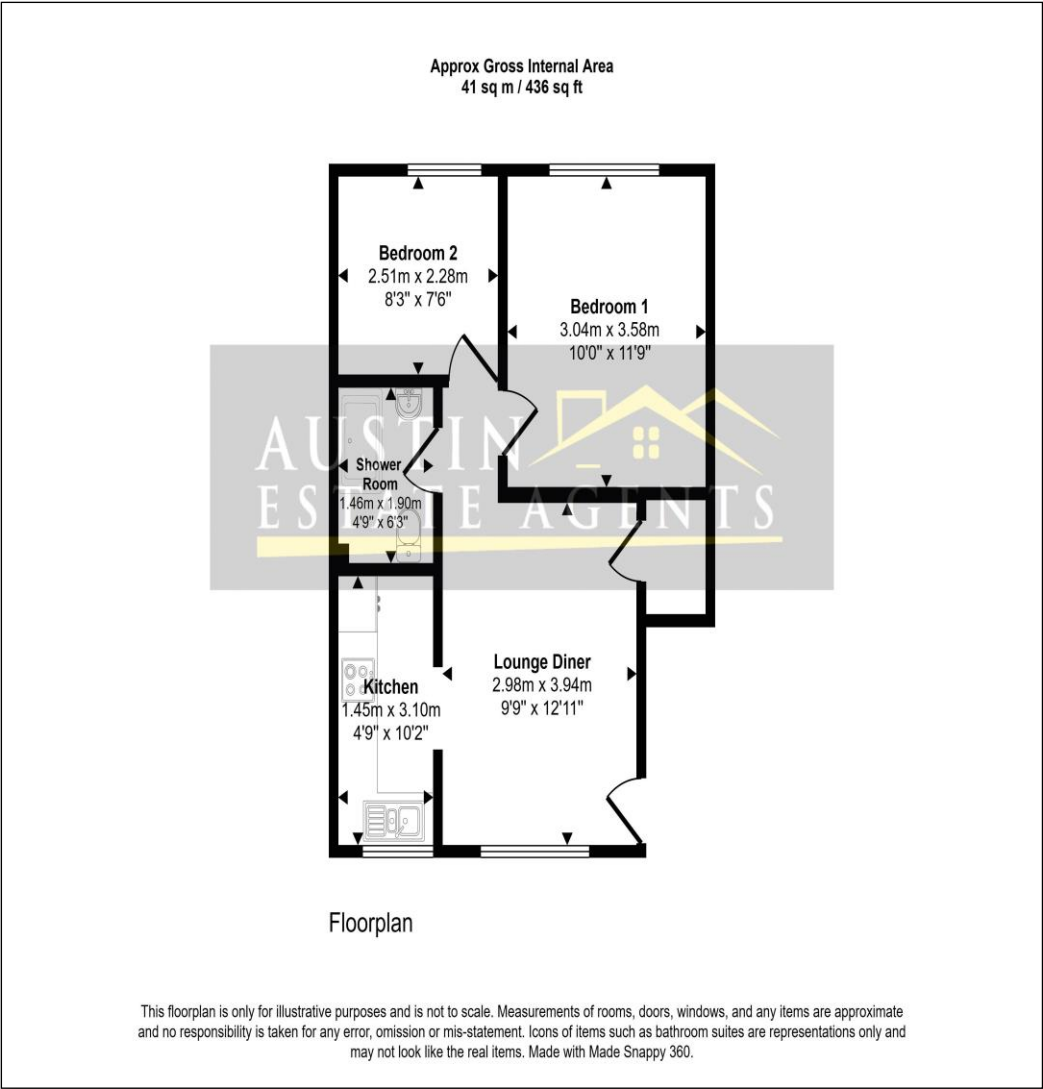 Approx Gross Internal Area
41 sq m / 436 sq ft
Bedroom 2
2.51m x 2.28m
8'3" x 7'6"
Bedroom 1
3.04m x 3.58m
10'0" x 11'9"
AUSTIN
ESTATE AGENTS
Shower
Room
1.46m x 1.90m
4'9" x 6'3"
Lounge Diner
2.98m x 3.94m
9'9" x 12'11"
Kitchen
1.45m x 3.10m
4'9" x 10'2"
Floorplan
This floorplan is only for illustrative purposes and is not to scale. Measurements of rooms, doors, windows, and any items are approximate
and no responsibility is taken for any error, omission or mis-statement. Icons of items such as bathroom suites are representations only and
may not look like the real items. Made with Made Snappy 360.